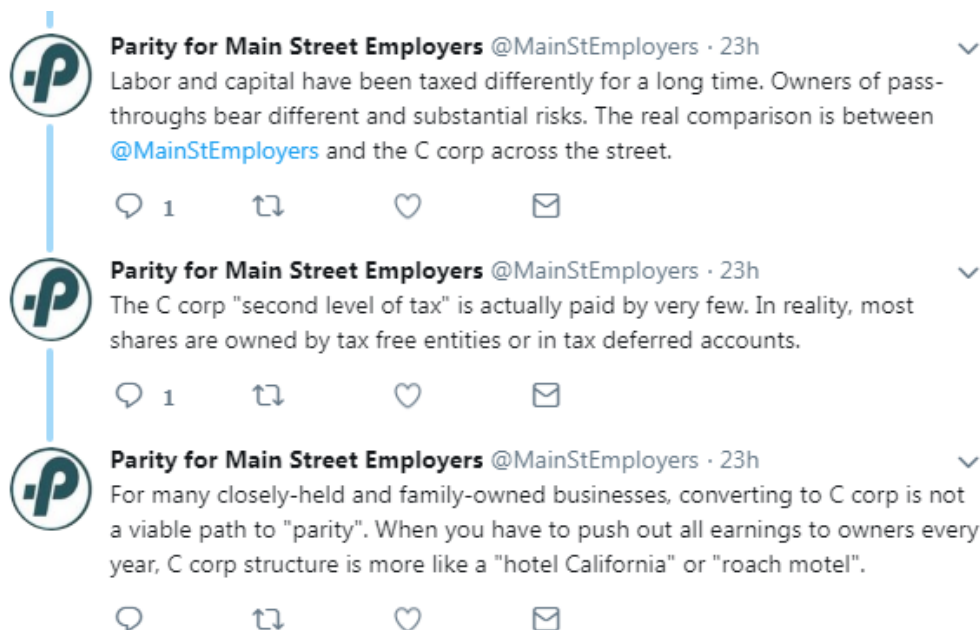 Parity for Main Street Employers @MainStEmployers · 23h
Labor and capital have been taxed differently for a long time. Owners of pass-
throughs bear different and substantial risks. The real comparison is between
@MainStEmployers and the C corp across the street.
1
Parity for Main Street Employers @MainStEmployers · 23h
The C corp "second level of tax" is actually paid by very few. In reality, most
shares are owned by tax free entities or in tax deferred accounts.
1
Parity for Main Street Employers @MainStEmployers · 23h
For many closely-held and family-owned businesses, converting to C corp is not
a viable path to "parity". When you have to push out all earnings to owners every
year, C corp structure is more like a "hotel California" or "roach motel".